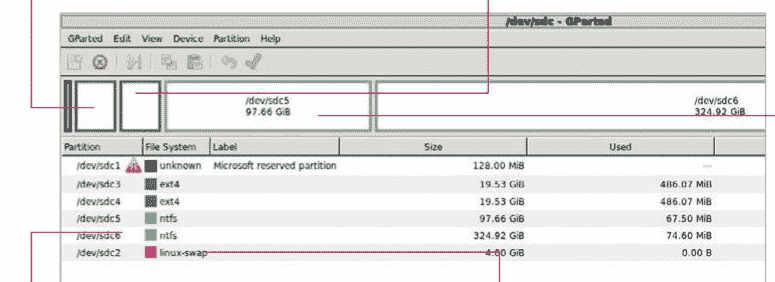 /dev/sdc - GParted
GParted Edit View Device Partition Help
/dev/sdc5 /dev/sdc6
97.66 GiB 324.92 GiB
Partition File System Label Size Used
/dev/sdc1 unknown Microsoft reserved partition 128.00 MiB —
/dev/sdc3 ext4 19.53 GiB 486.07 MiB
/dev/sdc4 ext4 19.53 GiB 486.07 MiB
/dev/sdc5 ntfs 97.66 GiB 67.50 MiB
/dev/sdc6 ntfs 324.92 GiB 74.60 MiB
/dev/sdc2 linux-swap 4.00 GiB 0.00 B